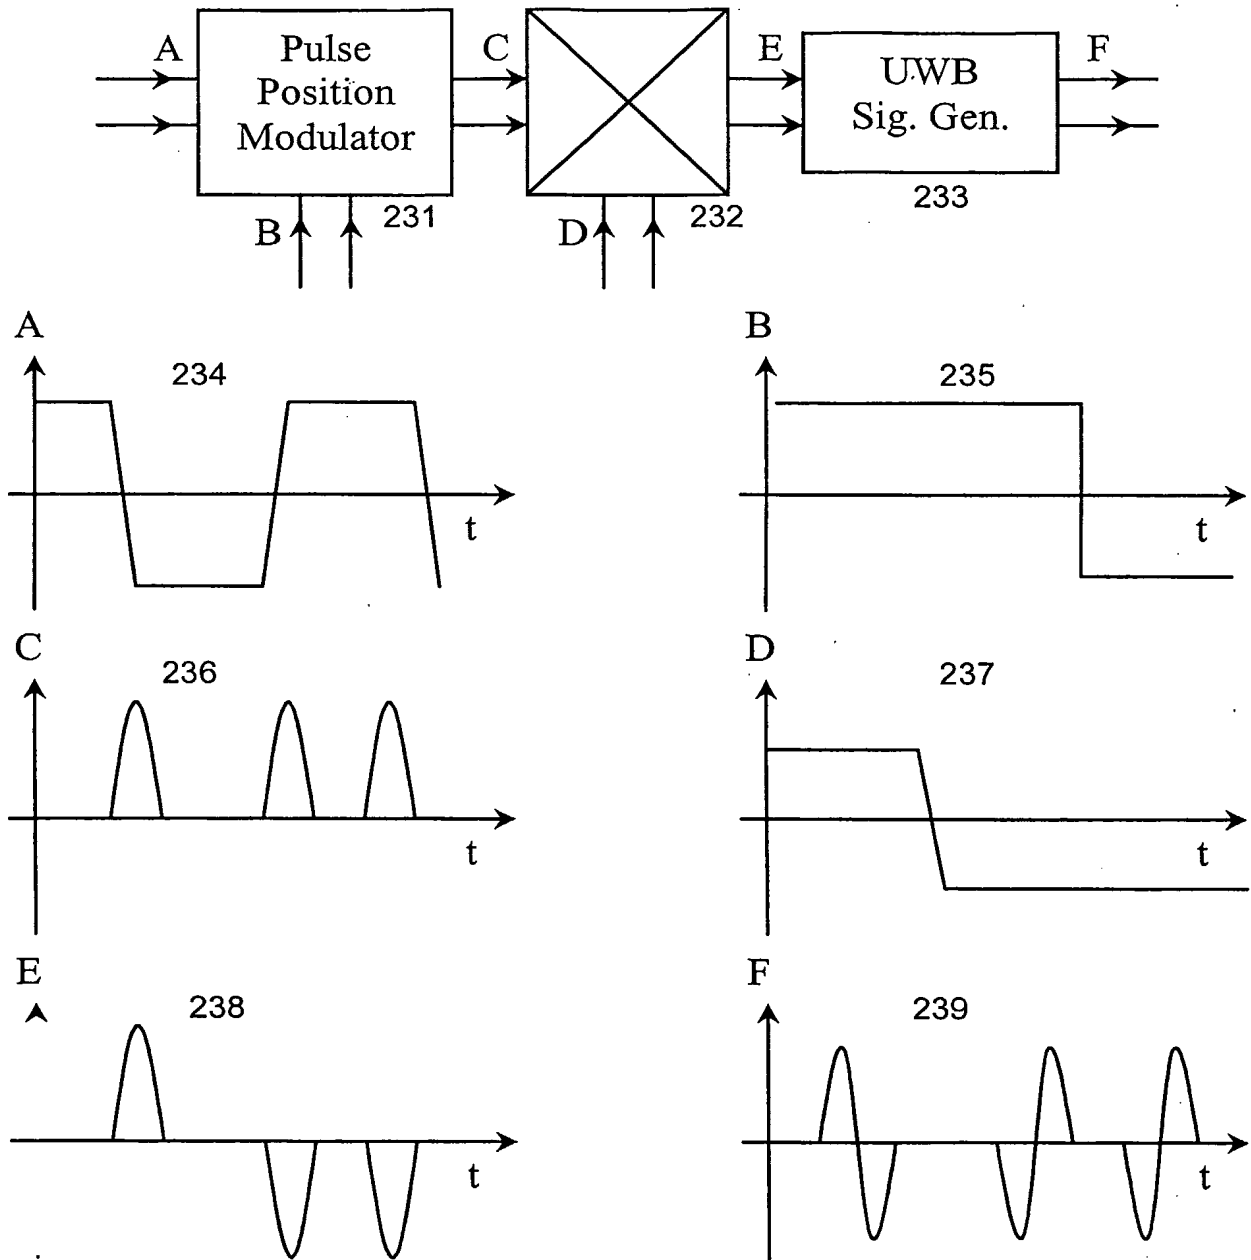 A
Pulse
Position
Modulator
C
E
UWB
Sig. Gen.
F
B
231
D
232
233
A
234
t
B
235
t
C
236
t
D
237
t
E
238
t
F
239
t